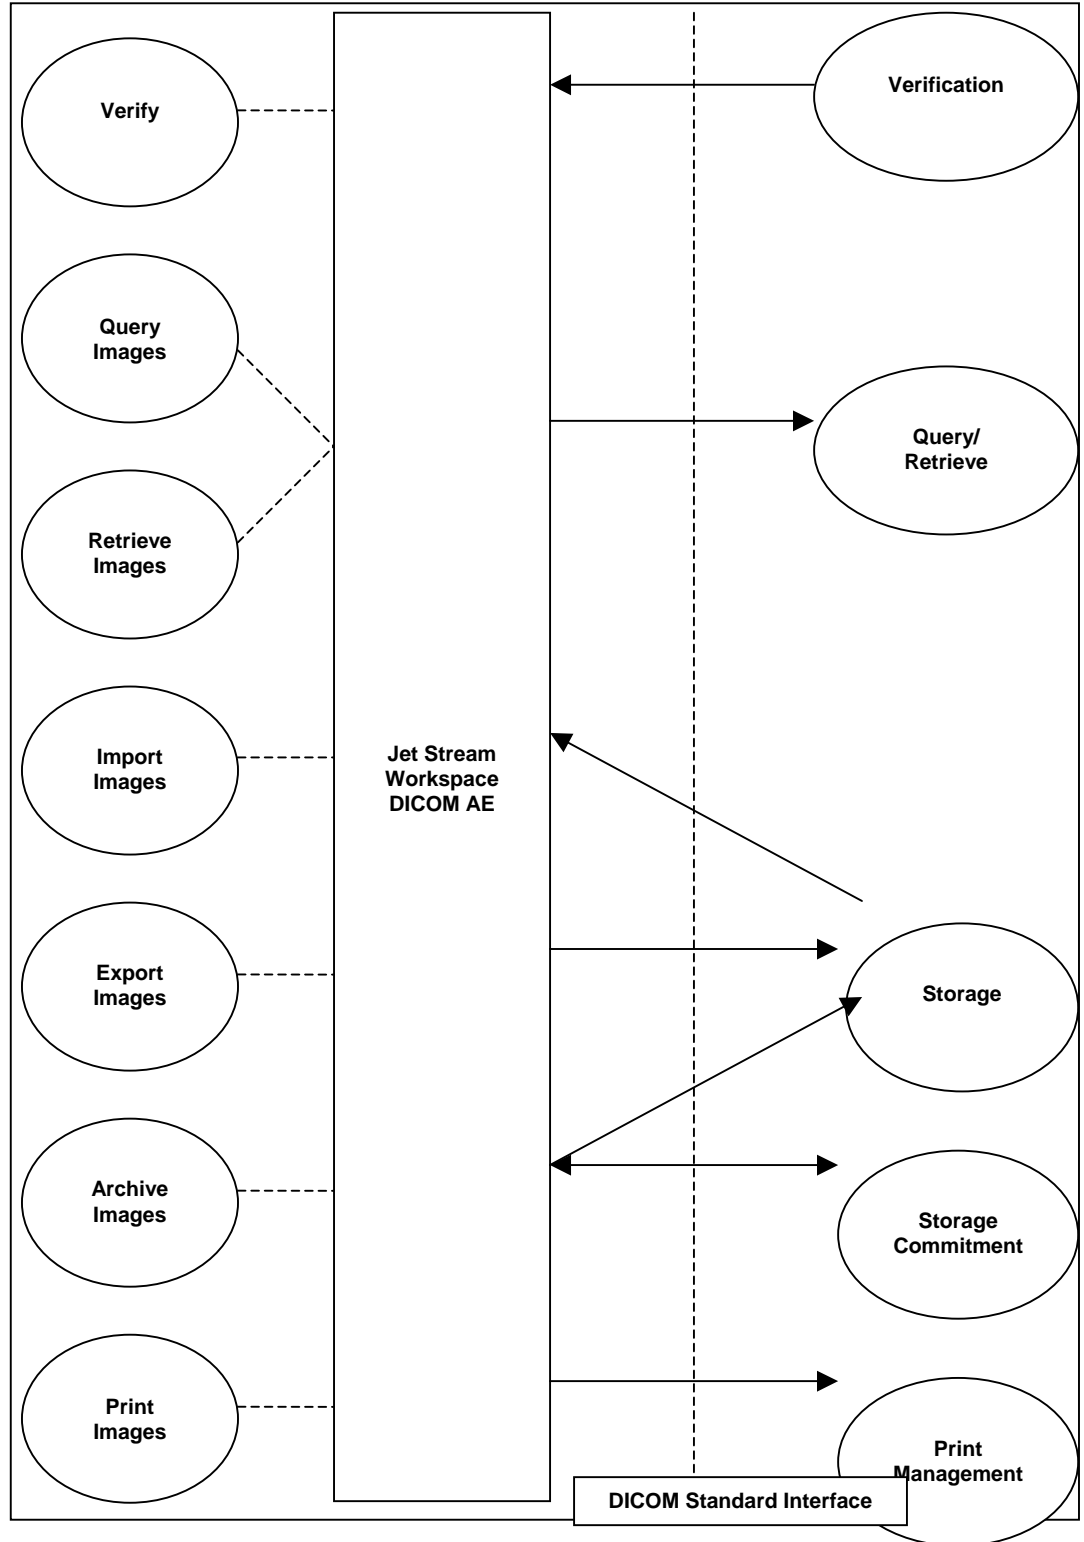 Verify
Verification
Query
Images
Query/
Retrieve
Retrieve
Images
Import
Images
Jet Stream
Workspace
DICOM AE
Export
Images
Storage
Archive
Images
Storage
Commitment
Print
Images
Print
Management
DICOM Standard Interface